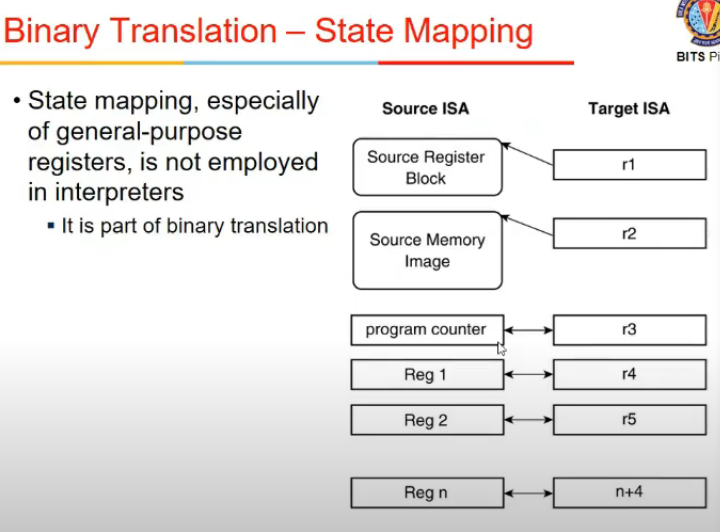 Binary Translation – State Mapping
BITS Pi
• State mapping, especially
of general-purpose
registers, is not employed
in interpreters
▪ It is part of binary translation
Source ISA
Target ISA
Source Register
Block
r1
Source Memory
Image
r2
program counter
r3
Reg 1
r4
Reg 2
r5
Reg n
n+4